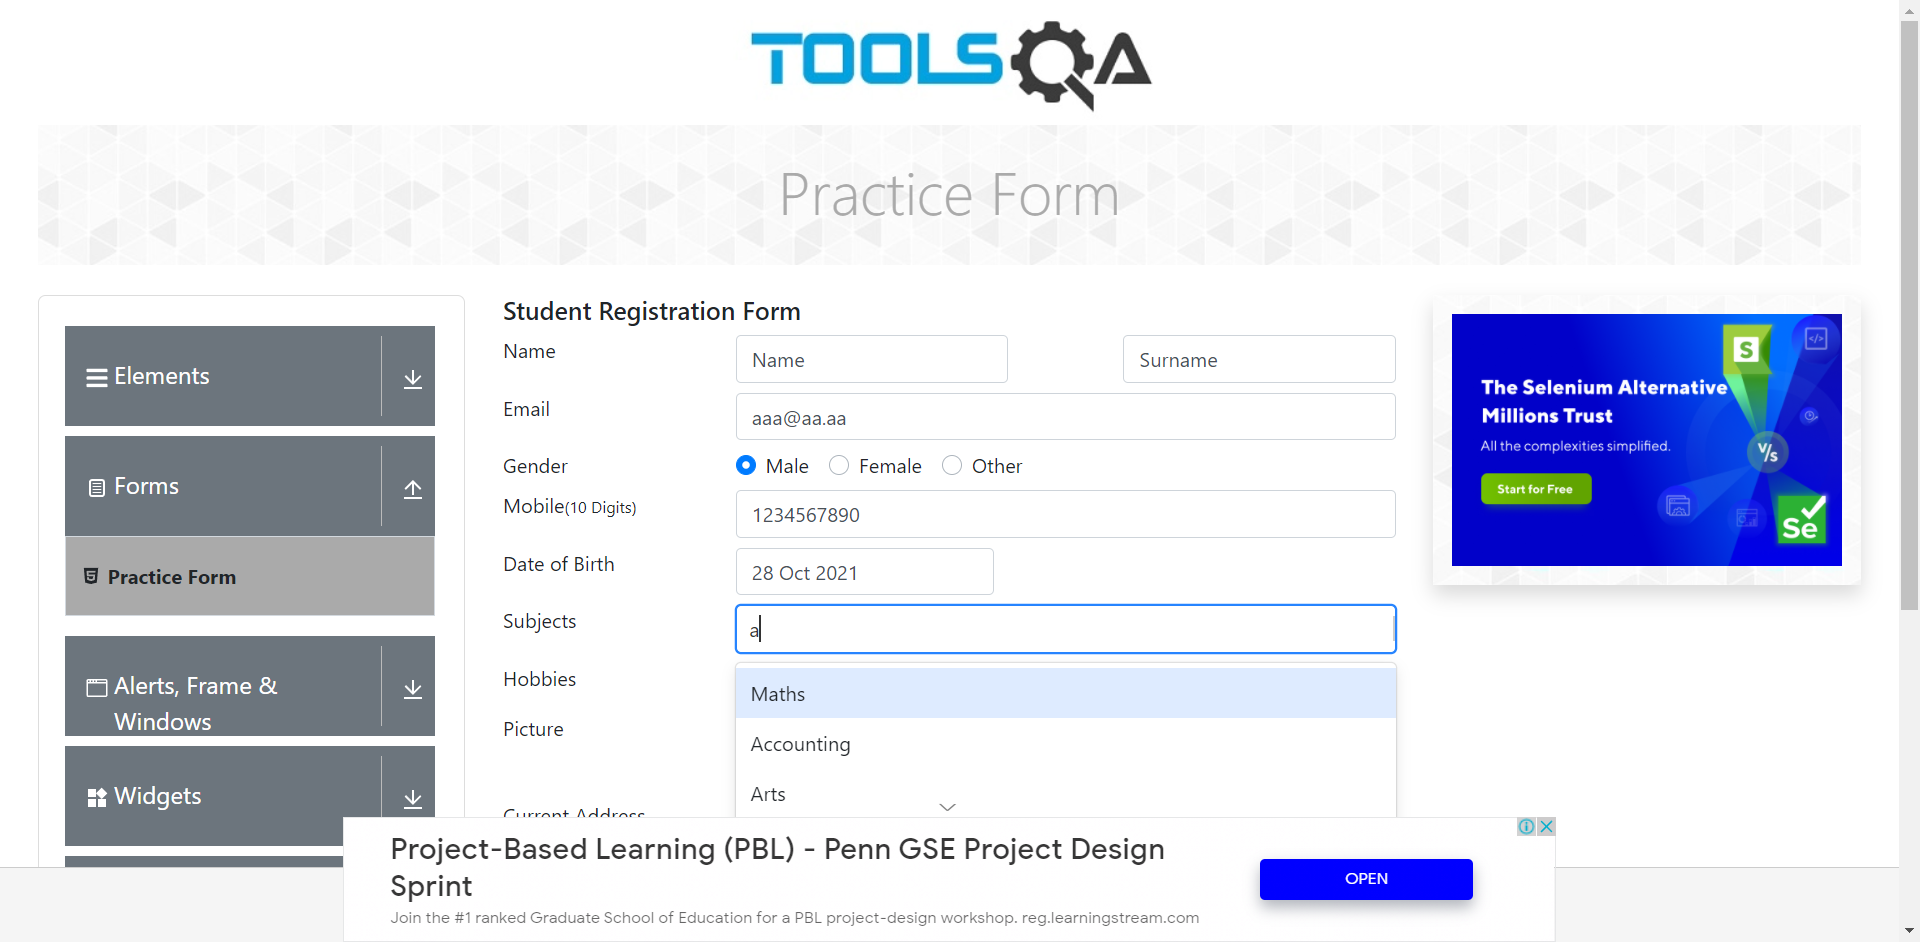 TOOLSQA
Practice Form
Elements
Forms
Practice Form
Alerts, Frame &
Windows
Widgets
Student Registration Form
Name
Name
Surname
Email
aaa@aa.aa
Gender
Male
Female
Other
Mobile(10 Digits)
1234567890
Date of Birth
28 Oct 2021
Subjects
a
Hobbies
Maths
Picture
Accounting
Arts
Current Address
The Selenium Alternative
Millions Trust
All the complexities simplified.
Start for Free
S
</>
V/s
Se
Project-Based Learning (PBL) - Penn GSE Project Design
Sprint
Join the #1 ranked Graduate School of Education for a PBL project-design workshop. reg.learningstream.com
OPEN